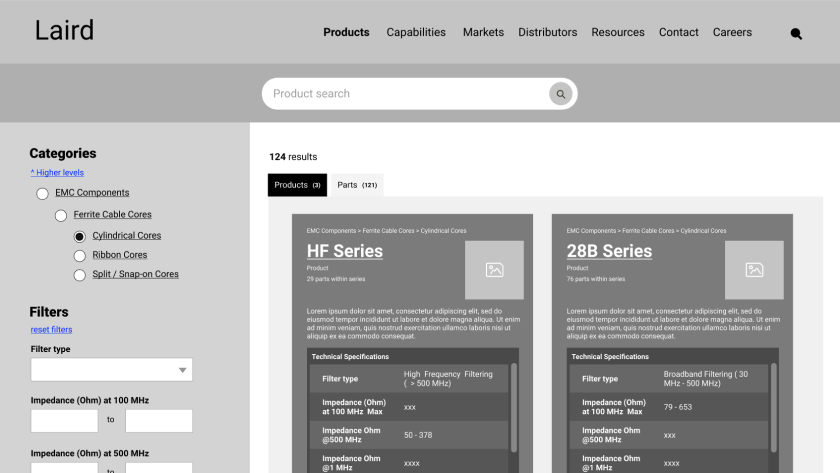 Laird
Products Capabilities Markets Distributors Resources Contact Careers
Product search
Categories
^ Higher levels
EMC Components
Ferrite Cable Cores
Cylindrical Cores
Ribbon Cores
Split / Snap-on Cores
Filters
reset filters
Filter type
Impedance (Ohm) at 100 MHz
to
Impedance (Ohm) at 500 MHz
to
124 results
Products (3) Parts (121)
EMC Components > Ferrite Cable Cores > Cylindrical Cores
HF Series
Product
29 parts within series
Lorem ipsum dolor sit amet, consectetur adipiscing elit, sed do
eiusmod tempor incididunt ut labore et dolore magna aliqua. Ut enim
ad minim veniam, quis nostrud exercitation ullamco laboris nisi ut
aliquip ex ea commodo consequat.
Technical Specifications
Filter type High Frequency Filtering
( > 500 MHz)
Impedance (Ohm)
at 100 MHz Max xxx
Impedance Ohm
@500 MHz 50 - 378
Impedance Ohm
@1 MHz xxxx
EMC Components > Ferrite Cable Cores > Cylindrical Cores
28B Series
Product
76 parts within series
Lorem ipsum dolor sit amet, consectetur adipiscing elit, sed do
eiusmod tempor incididunt ut labore et dolore magna aliqua. Ut enim
ad minim veniam, quis nostrud exercitation ullamco laboris nisi ut
aliquip ex ea commodo consequat.
Technical Specifications
Filter type Broadband Filtering ( 30
MHz - 500 MHz)
Impedance (Ohm)
at 100 MHz Max 79 - 653
Impedance Ohm
@500 MHz xxx
Impedance Ohm
@1 MHz xxxx